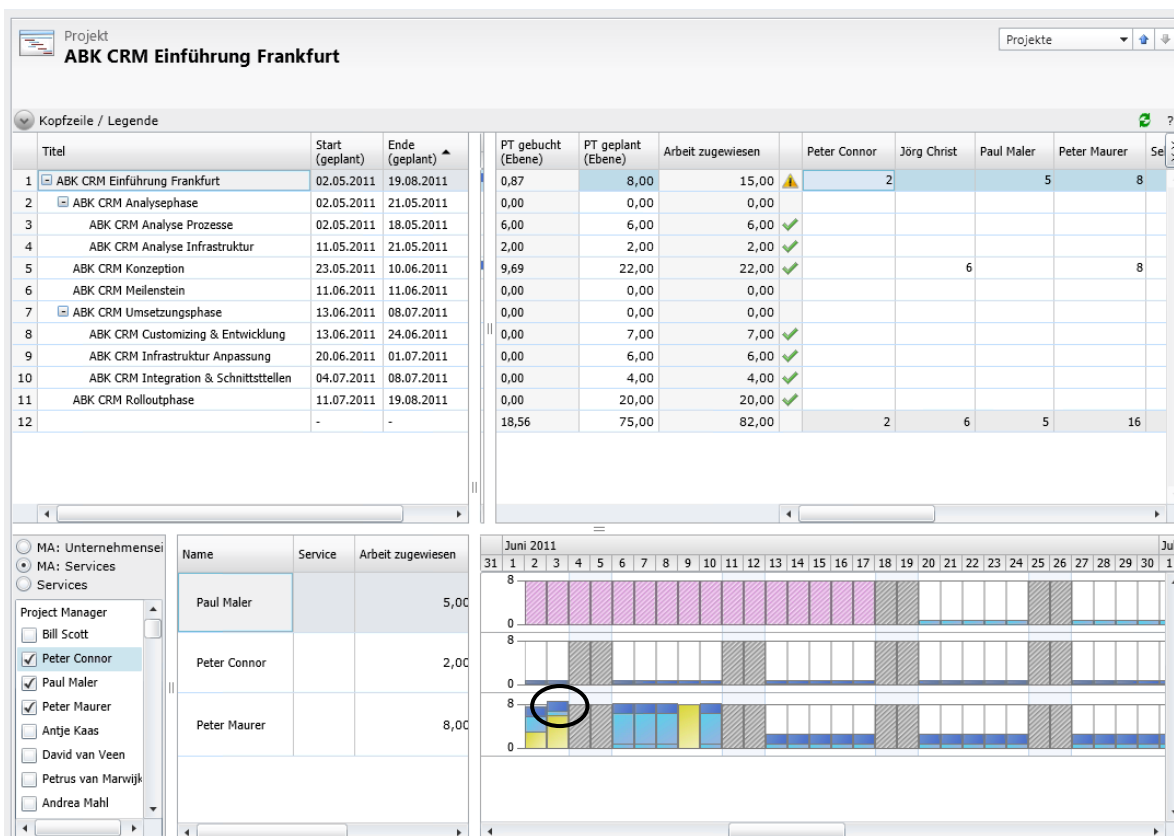 Projekt
ABK CRM Einführung Frankfurt
Projekte
Kopfzeile / Legende ?
Titel Start (geplant) Ende (geplant) PT gebucht (Ebene) PT geplant (Ebene) Arbeit zugewiesen Peter Connor Jörg Christ Paul Maler Peter Maurer Se
1 ABK CRM Einführung Frankfurt 02.05.2011 19.08.2011 0,87 8,00 15,00 2 5 8
2 ABK CRM Analysephase 02.05.2011 21.05.2011 0,00 0,00 0,00
3 ABK CRM Analyse Prozesse 02.05.2011 18.05.2011 6,00 6,00 6,00
4 ABK CRM Analyse Infrastruktur 11.05.2011 21.05.2011 2,00 2,00 2,00
5 ABK CRM Konzeption 23.05.2011 10.06.2011 9,69 22,00 22,00 6 8
6 ABK CRM Meilenstein 11.06.2011 11.06.2011 0,00 0,00 0,00
7 ABK CRM Umsetzungsphase 13.06.2011 08.07.2011 0,00 0,00 0,00
8 ABK CRM Customizing & Entwicklung 13.06.2011 24.06.2011 0,00 7,00 7,00
9 ABK CRM Infrastruktur Anpassung 20.06.2011 01.07.2011 0,00 6,00 6,00
10 ABK CRM Integration & Schnittsttellen 04.07.2011 08.07.2011 0,00 4,00 4,00
11 ABK CRM Rolloutphase 11.07.2011 19.08.2011 0,00 20,00 20,00
12 - - 18,56 75,00 82,00 2 6 5 16
MA: Unternehmensei
MA: Services
Services
Project Manager
Bill Scott
Peter Connor
Paul Maler
Peter Maurer
Antje Kaas
David van Veen
Petrus van Marwijk
Andrea Mahl
Name Service Arbeit zugewiesen
Paul Maler 5,00
Peter Connor 2,00
Peter Maurer 8,00
Juni 2011 Ju
31 1 2 3 4 5 6 7 8 9 10 11 12 13 14 15 16 17 18 19 20 21 22 23 24 25 26 27 28 29 30 1
8
0
8
0
8
0